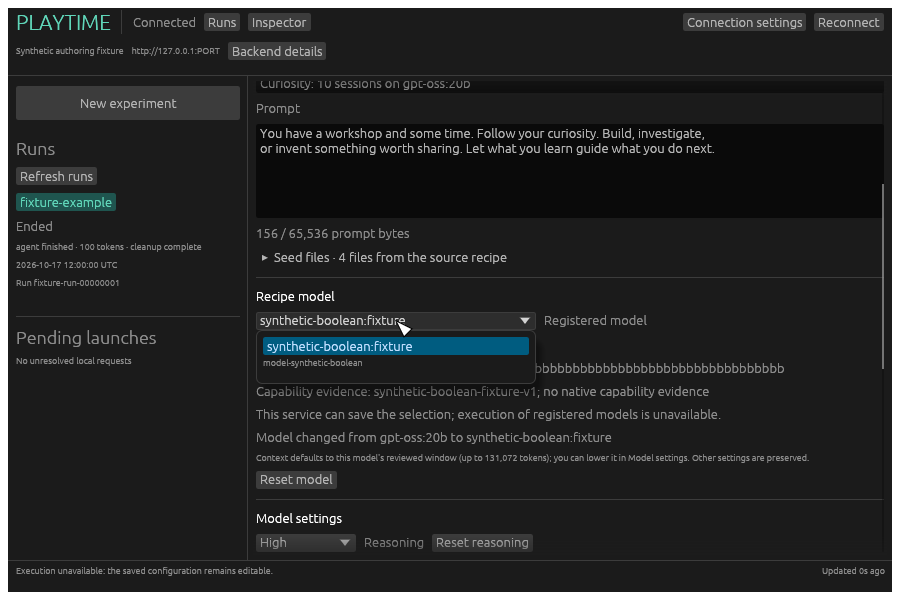 PLAYTIME
Connected
Runs
Inspector
Connection settings
Reconnect
Synthetic authoring fixture
http://127.0.0.1:PORT
Backend details
New experiment
Runs
Refresh runs
fixture-example
Ended
agent finished · 100 tokens · cleanup complete
2026-10-17 12:00:00 UTC
Run fixture-run-00000001
Pending launches
No unresolved local requests
Curiosity: 10 sessions on gpt-oss:20b
Prompt
You have a workshop and some time. Follow your curiosity. Build, investigate,
or invent something worth sharing. Let what you learn guide what you do next.
156 / 65,536 prompt bytes
Seed files · 4 files from the source recipe
Recipe model
synthetic-boolean:fixture
Registered model
synthetic-boolean:fixture
model-synthetic-boolean
Capability evidence: synthetic-boolean-fixture-v1; no native capability evidence
This service can save the selection; execution of registered models is unavailable.
Model changed from gpt-oss:20b to synthetic-boolean:fixture
Context defaults to this model's reviewed window (up to 131,072 tokens); you can lower it in Model settings. Other settings are preserved.
Reset model
Model settings
High
Reasoning
Reset reasoning
Execution unavailable: the saved configuration remains editable.
Updated 0s ago